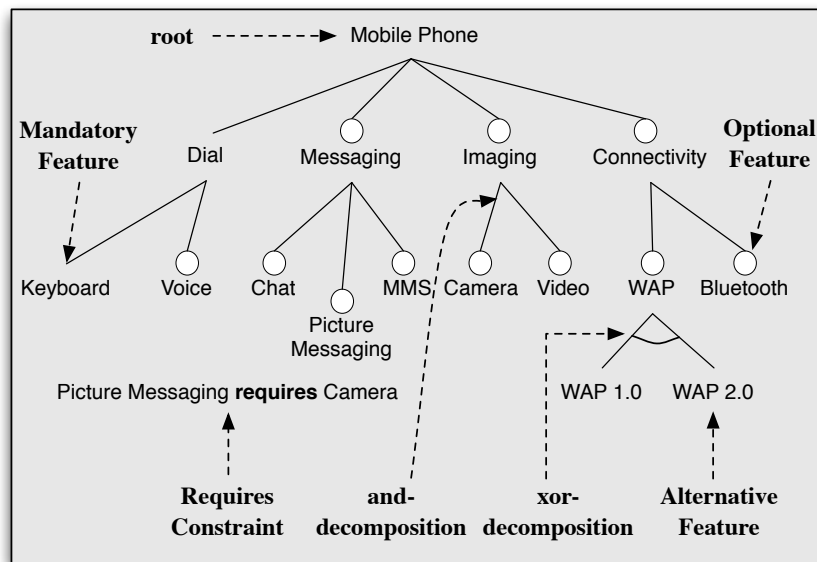 root
Mobile Phone
Mandatory
Feature
Dial
Messaging
Imaging
Connectivity
Optional
Feature
Keyboard
Voice
Chat
MMS
Camera
Video
WAP
Bluetooth
Picture
Messaging
Picture Messaging requires Camera
WAP 1.0
WAP 2.0
Requires
Constraint
and-
decomposition
xor-
decomposition
Alternative
Feature